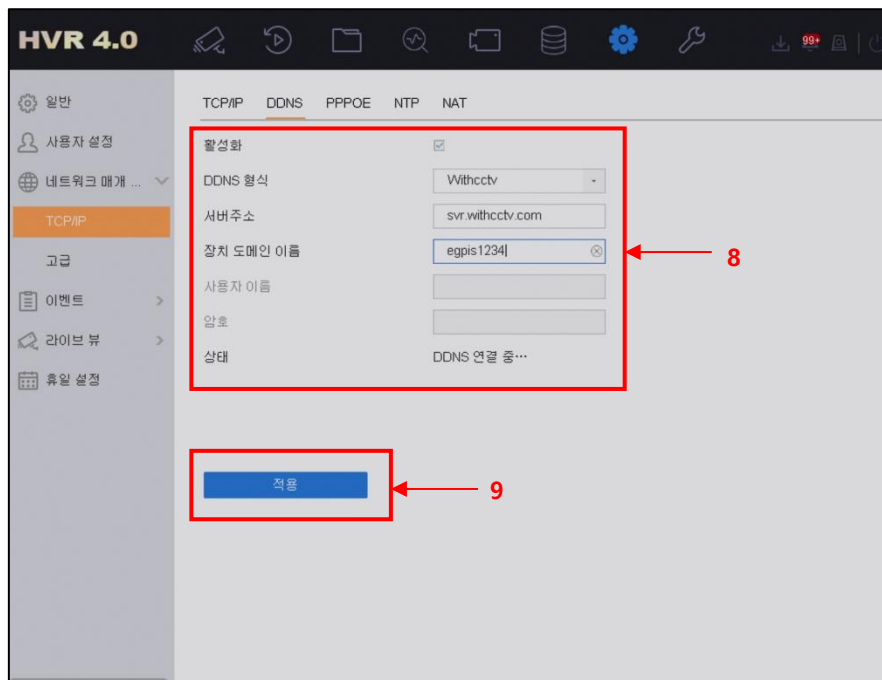 HVR 4.0
99+
일반
사용자 설정
네트워크 매개 ...
TCP/IP
고급
이벤트
라이브 뷰
휴일 설정
TCP/IP DDNS PPPOE NTP NAT
활성화
DDNS 형식 Withcctv
서버주소 svr.withcctv.com
장치 도메인 이름 egpis1234
사용자 이름
암호
상태 DDNS 연결 중···
8
적용
9